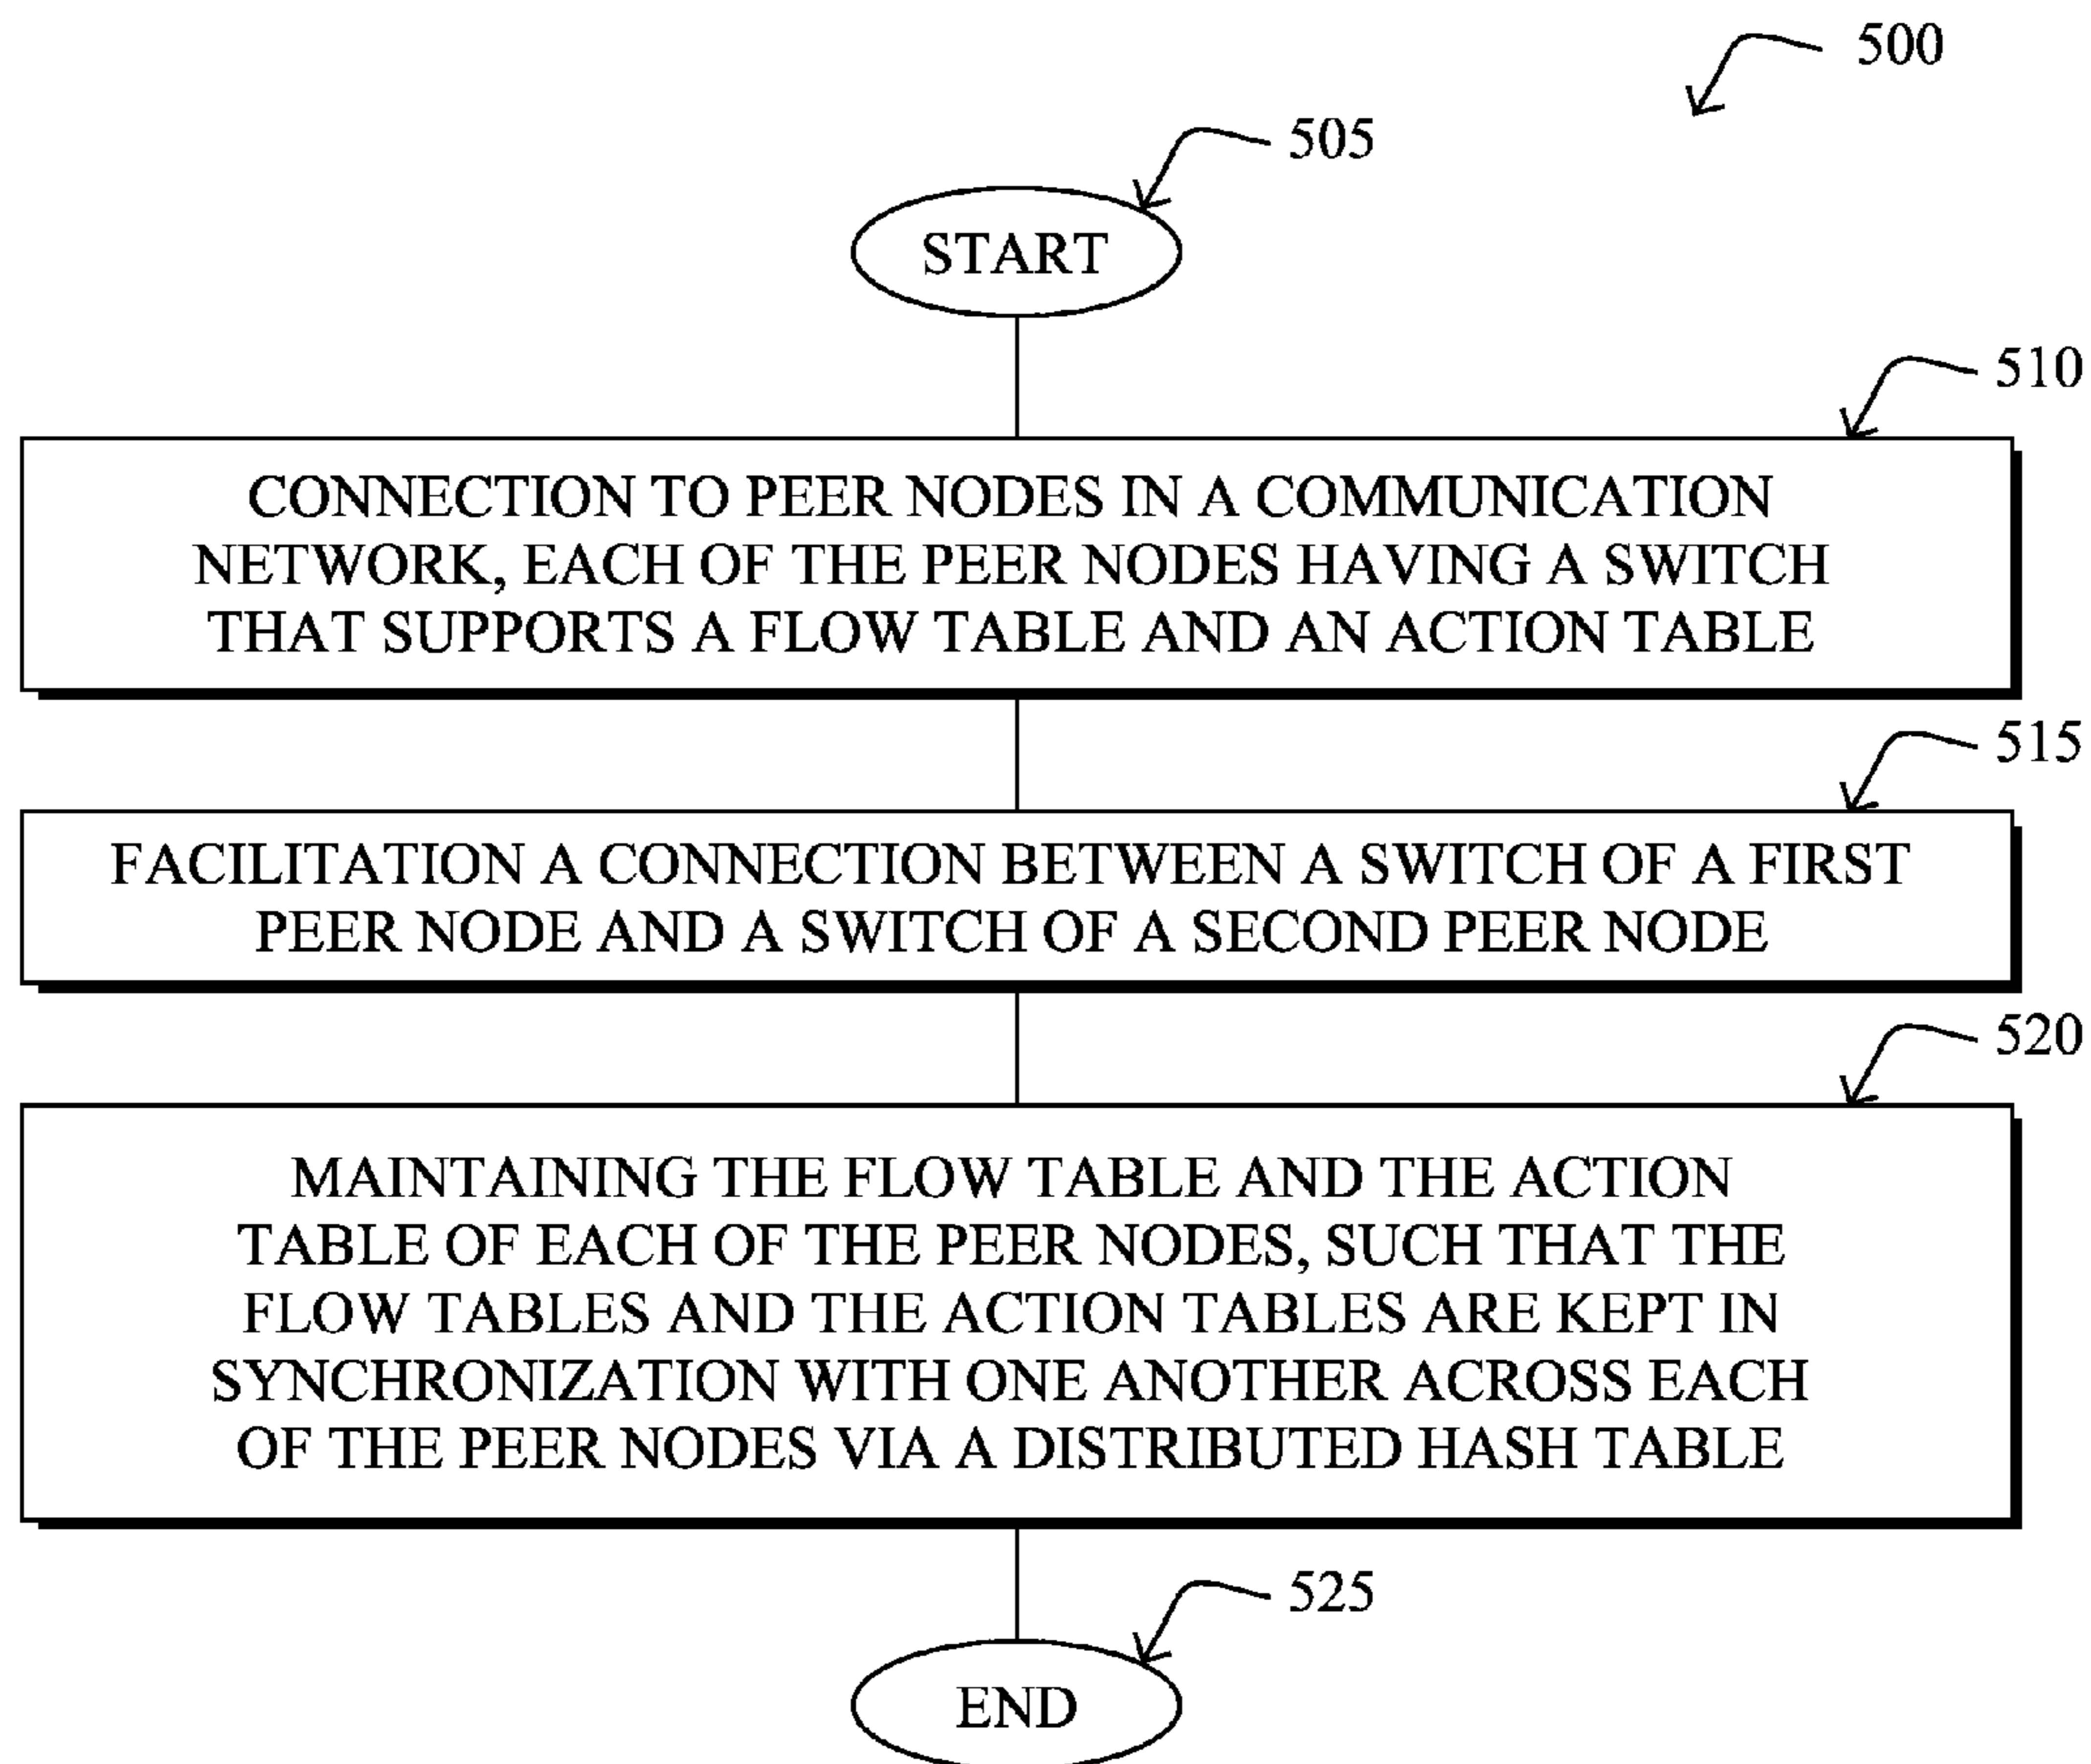 500
505
START
510
CONNECTION TO PEER NODES IN A COMMUNICATION
NETWORK, EACH OF THE PEER NODES HAVING A SWITCH
THAT SUPPORTS A FLOW TABLE AND AN ACTION TABLE
515
FACILITATION A CONNECTION BETWEEN A SWITCH OF A FIRST
PEER NODE AND A SWITCH OF A SECOND PEER NODE
520
MAINTAINING THE FLOW TABLE AND THE ACTION
TABLE OF EACH OF THE PEER NODES, SUCH THAT THE
FLOW TABLES AND THE ACTION TABLES ARE KEPT IN
SYNCHRONIZATION WITH ONE ANOTHER ACROSS EACH
OF THE PEER NODES VIA A DISTRIBUTED HASH TABLE
525
END